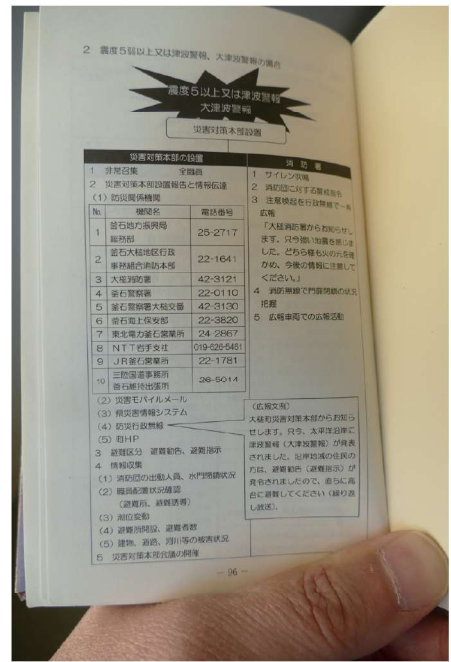 2 震度5弱以上又は津波警報、大津波警報の場合
震度5以上又は津波警報
大津波警報
災害対策本部設置
災害対策本部の設置
1 非常召集 全職員
2 災害対策本部設置報告と情報伝達
(1) 防災関係機関
No. 機関名 電話番号
1 釜石地方振興局
総務部 25-2717
2 釜石大槌地区行政
事務組合消防本部 22-1641
3 大槌消防署 42-3121
4 釜石警察署 22-0110
5 釜石警察署大槌交番 42-3130
6 釜石海上保安部 22-3820
7 東北電力釜石営業所 24-2867
8 NTT岩手支社 019-626-5461
9 JR釜石営業所 22-1781
10 三陸国道事務所
釜石維持出張所 26-5014
(2) 災害モバイルメール
(3) 県災害情報システム
(4) 防災行政無線
(5) 町HP
3 避難区分 避難勧告、避難指示
4 情報収集
(1) 消防団の出動人員、水門閉鎖状況
(2) 職員配置状況確認
(避難所、避難誘導)
(3) 潮位変動
(4) 避難所開設、避難者数
(5) 建物、道路、河川等の被害状況
5 災害対策本部会議の開催
消防署
1 サイレン吹鳴
2 消防団に対する警戒指令
3 注意喚起を行政無線で一斉
広報
「大槌消防署からお知らせし
ます。只今強い地震を感じま
した。どちら様も火の元を確
かめ、今後の情報に注意して
ください。」
4 消防無線で門扉閉鎖の状況
把握
5 広報車両での広報活動
(広報文例)
大槌町災害対策本部からお知ら
せします。只今、太平洋沿岸に
津波警報（大津波警報）が発表
されました。沿岸地域の住民の
方は、避難勧告（避難指示）が
発令されましたので、直ちに高
台に避難してください（繰り返
し放送）。
— 96 —